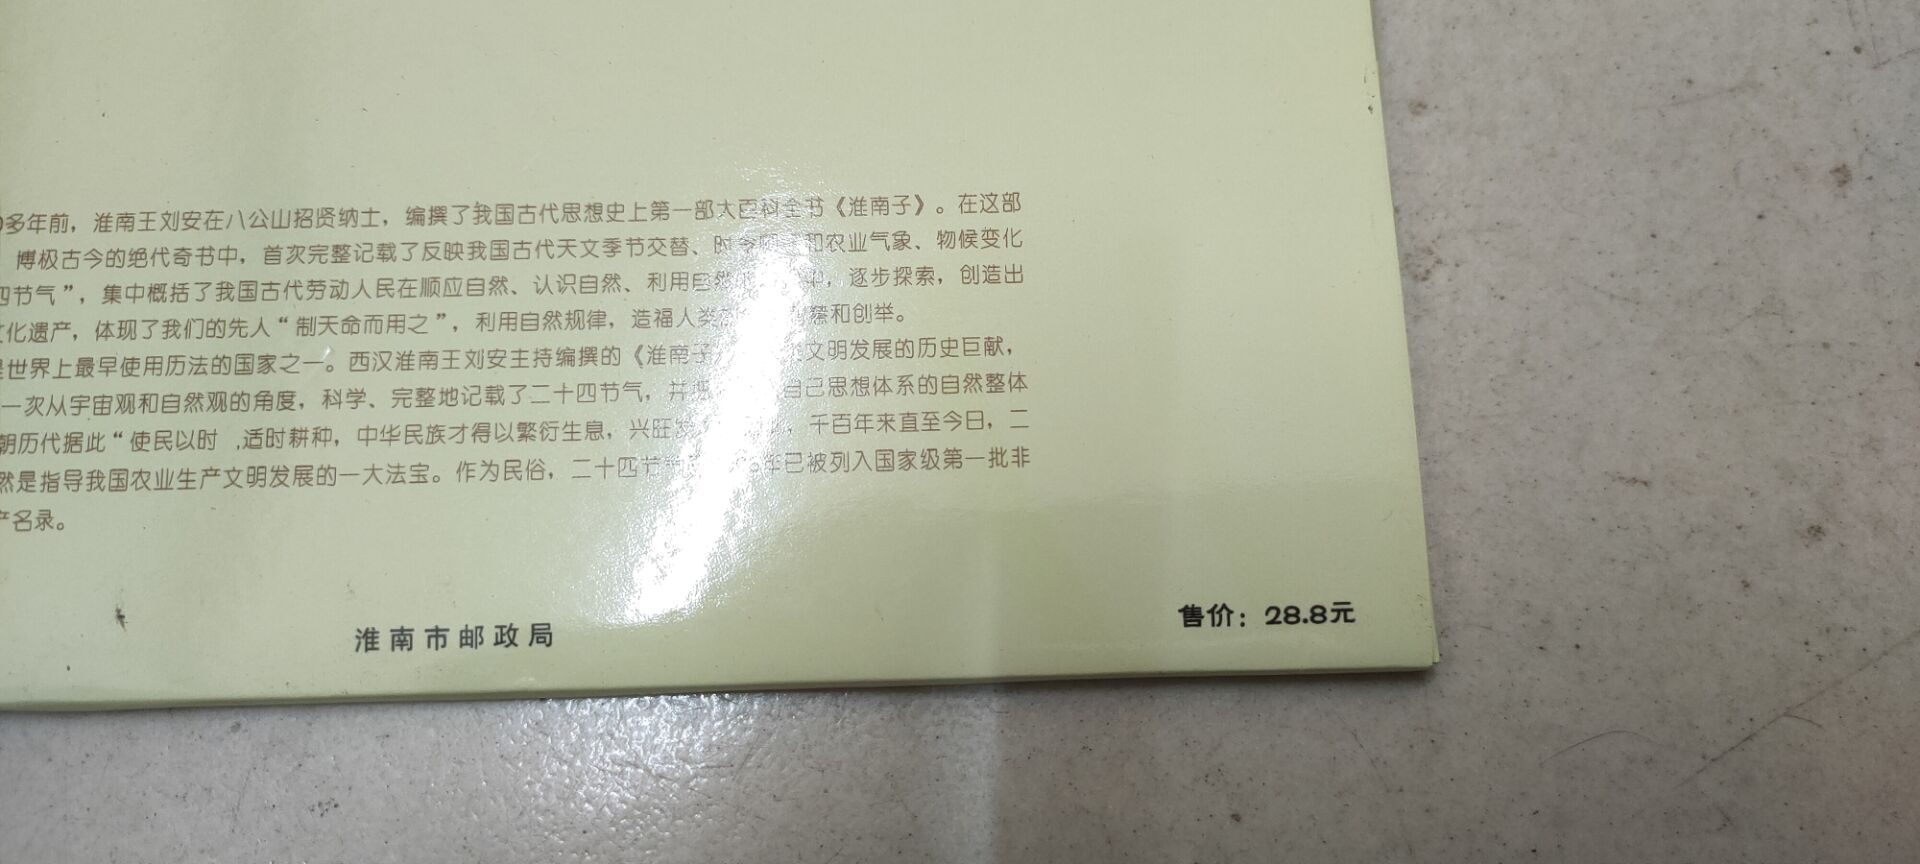 多年前，淮南王刘安在八公山招贤纳士，编撰了我国古代思想史上第一部大百科全书《淮南子》。在这部
博极古今的绝代奇书中，首次完整记载了反映我国古代天文季节交替、时令 和农业气象、物候变化
四节气”，集中概括了我国古代劳动人民在顺应自然、认识自然、利用自然 中，逐步探索，创造出
化遗产，体现了我们的先人“制天命而用之”，利用自然规律，造福人类 和创举。
是世界上最早使用历法的国家之一。西汉淮南王刘安主持编撰的《淮南子 文明发展的历史巨献，
一次从宇宙观和自然观的角度，科学、完整地记载了二十四节气，并 自己思想体系的自然整体
朝历代据此“使民以时 ,适时耕种，中华民族才得以繁衍生息，兴旺发 ，千百年来直至今日，二
然是指导我国农业生产文明发展的一大法宝。作为民俗，二十四节 年已被列入国家级第一批非
产名录。
淮南市邮政局
售价：28.8元